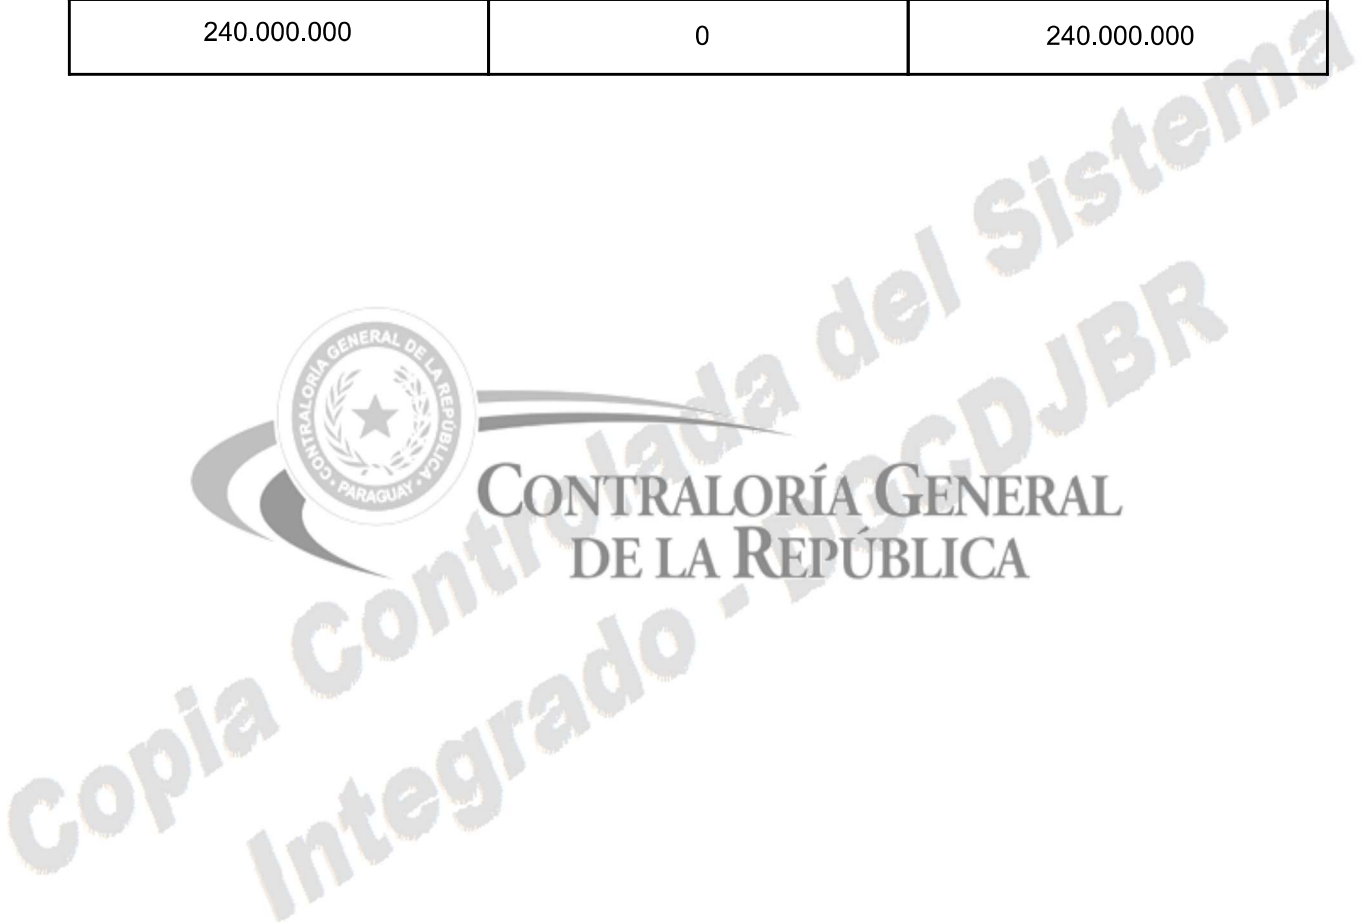 240.000.000 0 240.000.000
CONTRALORÍA GENERAL DE LA REPÚBLICA
• PARAGUAY •
CONTRALORÍA GENERAL
DE LA REPÚBLICA
Copia Controlada del Sistema
Integrado - DGCDJBR